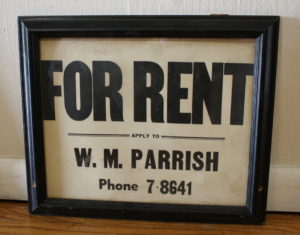 FOR RENT
APPLY TO
W. M. PARRISH
Phone 7-8641